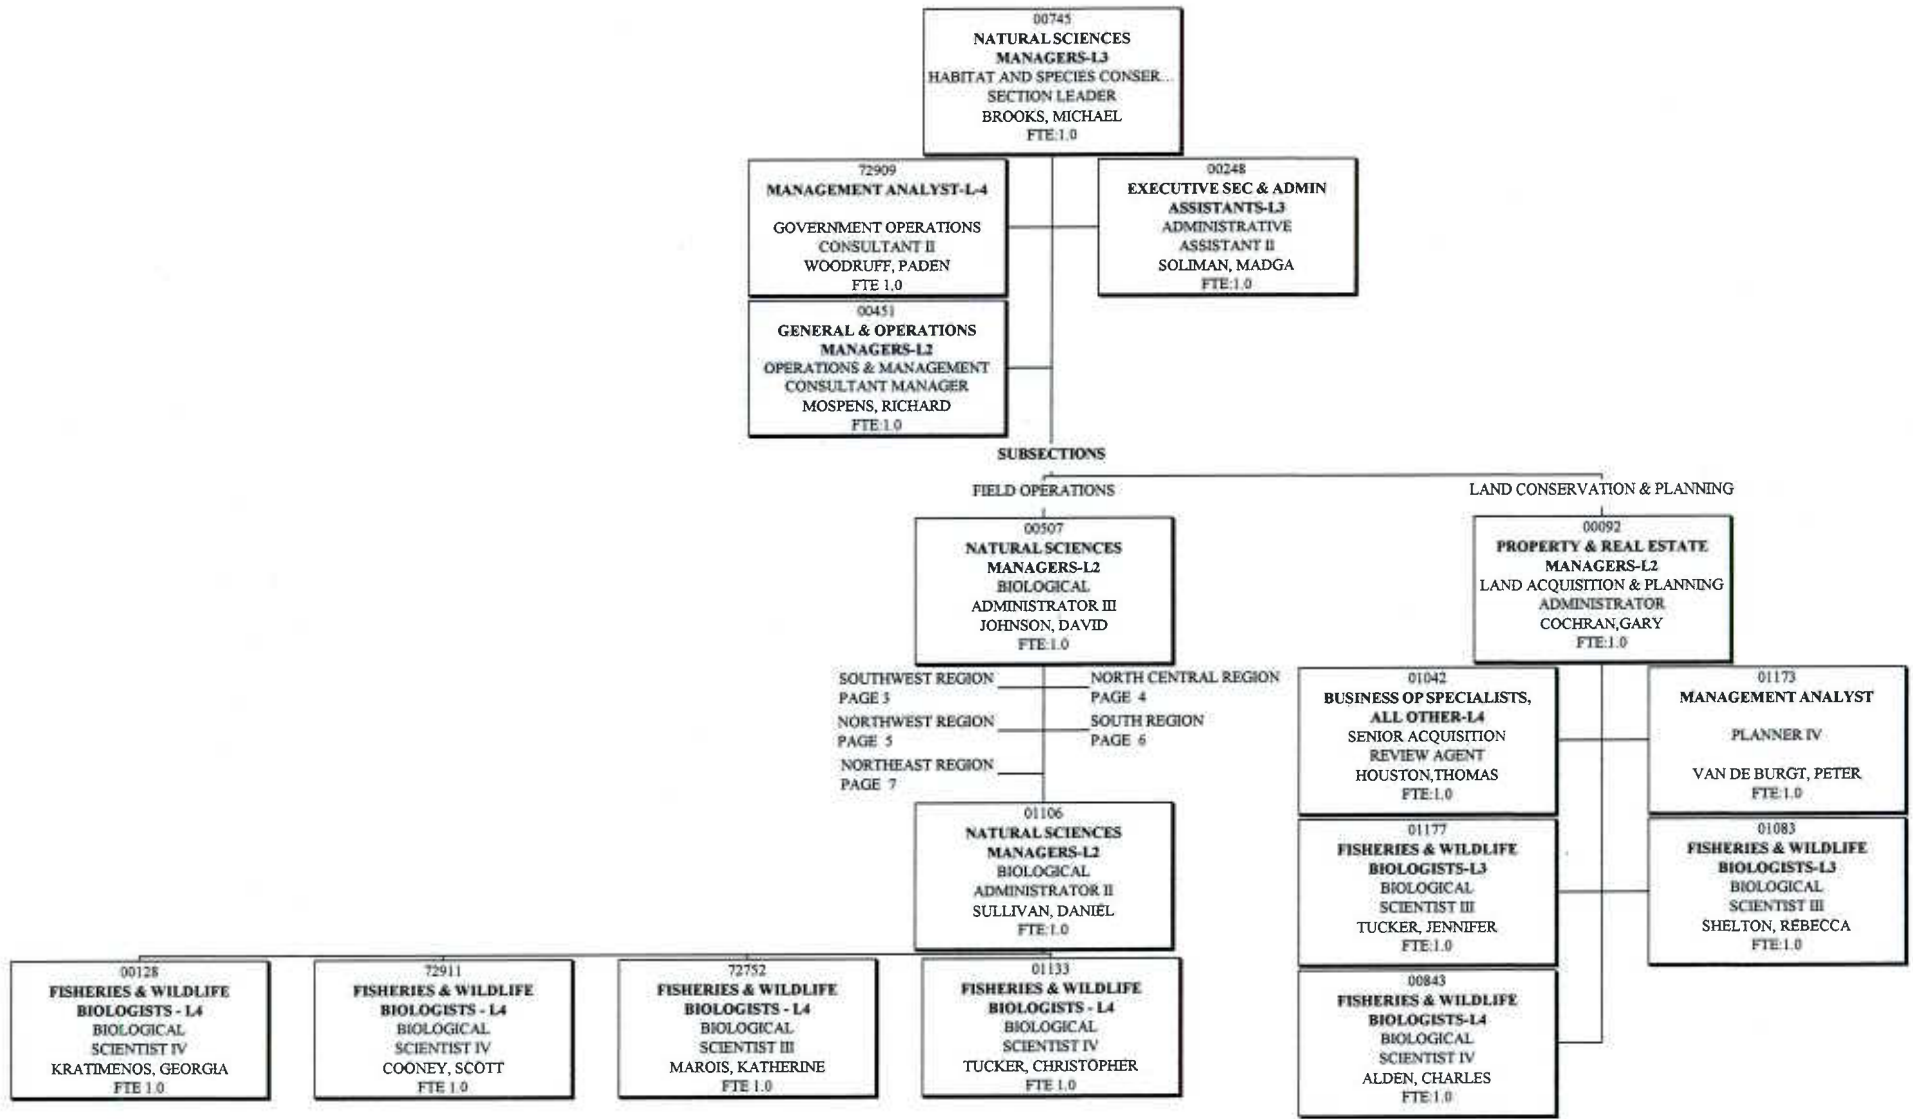 00745
NATURAL SCIENCES
MANAGERS-L3
HABITAT AND SPECIES CONSER...
SECTION LEADER
BROOKS, MICHAEL
FTE:1.0
72909
MANAGEMENT ANALYST-L-4
GOVERNMENT OPERATIONS
CONSULTANT II
WOODRUFF, PADEN
FTE 1.0
00248
EXECUTIVE SEC & ADMIN
ASSISTANTS-L3
ADMINISTRATIVE
ASSISTANT II
SOLIMAN, MADGA
FTE:1.0
00451
GENERAL & OPERATIONS
MANAGERS-L2
OPERATIONS & MANAGEMENT
CONSULTANT MANAGER
MOSPENS, RICHARD
FTE:1.0
SUBSECTIONS
FIELD OPERATIONS
LAND CONSERVATION & PLANNING
00507
NATURAL SCIENCES
MANAGERS-L2
BIOLOGICAL
ADMINISTRATOR III
JOHNSON, DAVID
FTE:1.0
00092
PROPERTY & REAL ESTATE
MANAGERS-L2
LAND ACQUISITION & PLANNING
ADMINISTRATOR
COCHRAN,GARY
FTE:1.0
SOUTHWEST REGION
PAGE 3
NORTH CENTRAL REGION
PAGE 4
NORTHWEST REGION
PAGE 5
SOUTH REGION
PAGE 6
NORTHEAST REGION
PAGE 7
01042
BUSINESS OP SPECIALISTS,
ALL OTHER-L4
SENIOR ACQUISITION
REVIEW AGENT
HOUSTON,THOMAS
FTE:1.0
01173
MANAGEMENT ANALYST
PLANNER IV
VAN DE BURGT, PETER
FTE:1.0
01106
NATURAL SCIENCES
MANAGERS-L2
BIOLOGICAL
ADMINISTRATOR II
SULLIVAN, DANIEL
FTE:1.0
01177
FISHERIES & WILDLIFE
BIOLOGISTS-L3
BIOLOGICAL
SCIENTIST III
TUCKER, JENNIFER
FTE:1.0
01083
FISHERIES & WILDLIFE
BIOLOGISTS-L3
BIOLOGICAL
SCIENTIST III
SHELTON, REBECCA
FTE:1.0
00128
FISHERIES & WILDLIFE
BIOLOGISTS - L4
BIOLOGICAL
SCIENTIST IV
KRATIMENOS, GEORGIA
FTE 1.0
72911
FISHERIES & WILDLIFE
BIOLOGISTS - L4
BIOLOGICAL
SCIENTIST IV
COONEY, SCOTT
FTE 1.0
72752
FISHERIES & WILDLIFE
BIOLOGISTS - L4
BIOLOGICAL
SCIENTIST III
MAROIS, KATHERINE
FTE 1.0
01133
FISHERIES & WILDLIFE
BIOLOGISTS - L4
BIOLOGICAL
SCIENTIST IV
TUCKER, CHRISTOPHER
FTE 1.0
00843
FISHERIES & WILDLIFE
BIOLOGISTS-L4
BIOLOGICAL
SCIENTIST IV
ALDEN, CHARLES
FTE:1.0